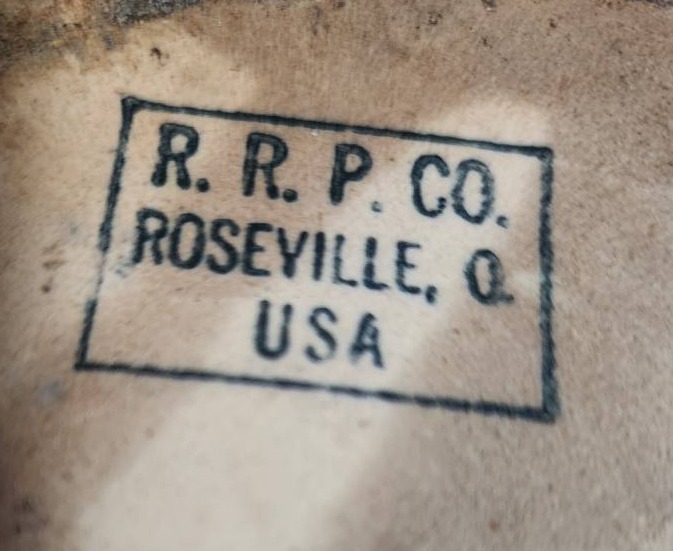 R. R. P. CO.
ROSEVILLE, O.
USA